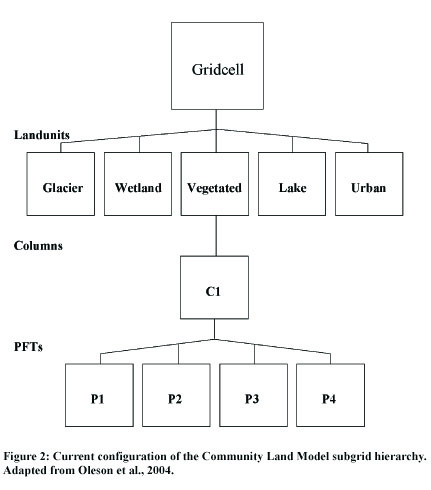 Gridcell
Landunits
Glacier Wetland Vegetated Lake Urban
Columns
C1
PFTs
P1 P2 P3 P4
Figure 2: Current configuration of the Community Land Model subgrid hierarchy.
Adapted from Oleson et al., 2004.